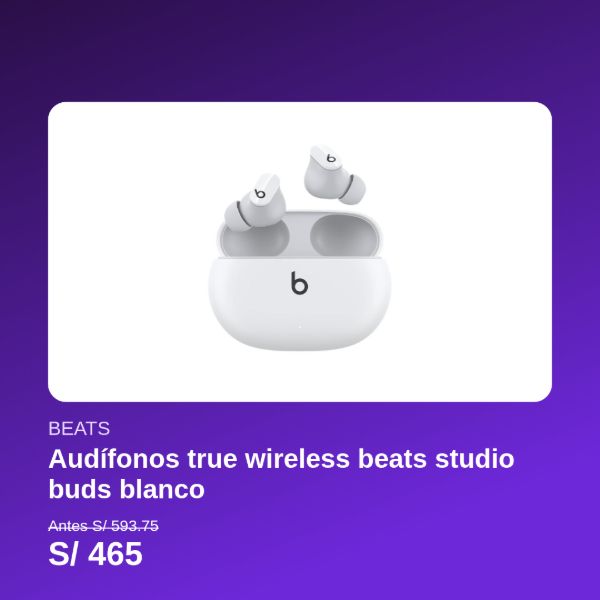 BEATS
Audífonos true wireless beats studio
buds blanco
Antes S/ 593.75
S/ 465